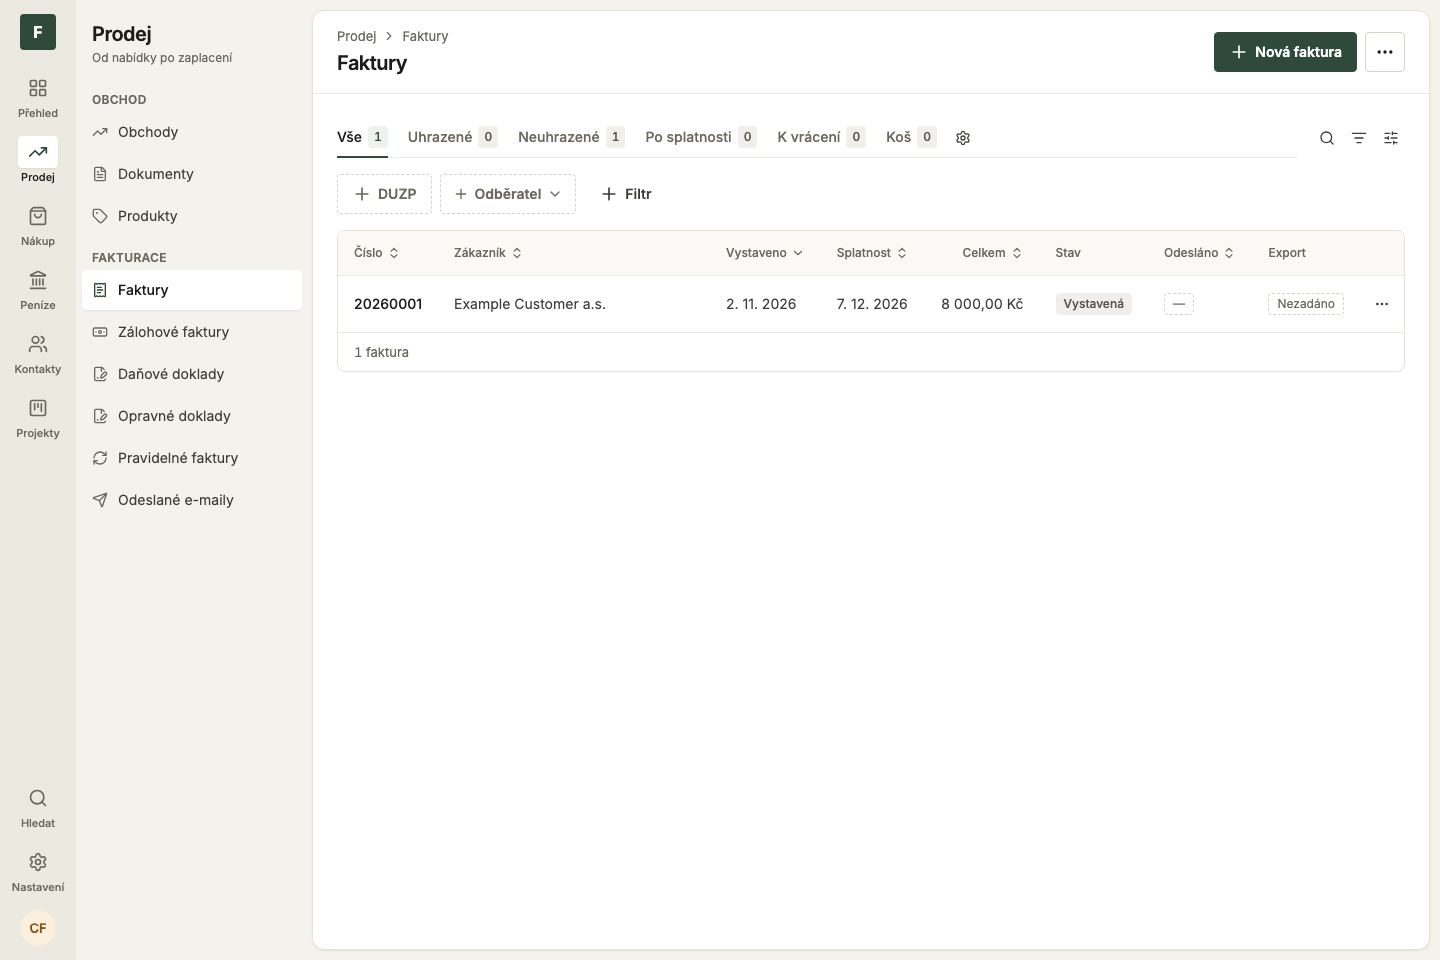 F
Přehled
Prodej
Nákup
Peníze
Kontakty
Projekty
Hledat
Nastavení
CF
Prodej
Od nabídky po zaplacení
OBCHOD
Obchody
Dokumenty
Produkty
FAKTURACE
Faktury
Zálohové faktury
Daňové doklady
Opravné doklady
Pravidelné faktury
Odeslané e-maily
Prodej > Faktury
Faktury
+ Nová faktura ...
Vše 1 Uhrazené 0 Neuhrazené 1 Po splatnosti 0 K vrácení 0 Koš 0
+ DUZP + Odběratel + Filtr
Číslo Zákazník Vystaveno Splatnost Celkem Stav Odesláno Export
20260001 Example Customer a.s. 2. 11. 2026 7. 12. 2026 8 000,00 Kč Vystavená — Nezadáno ...
1 faktura